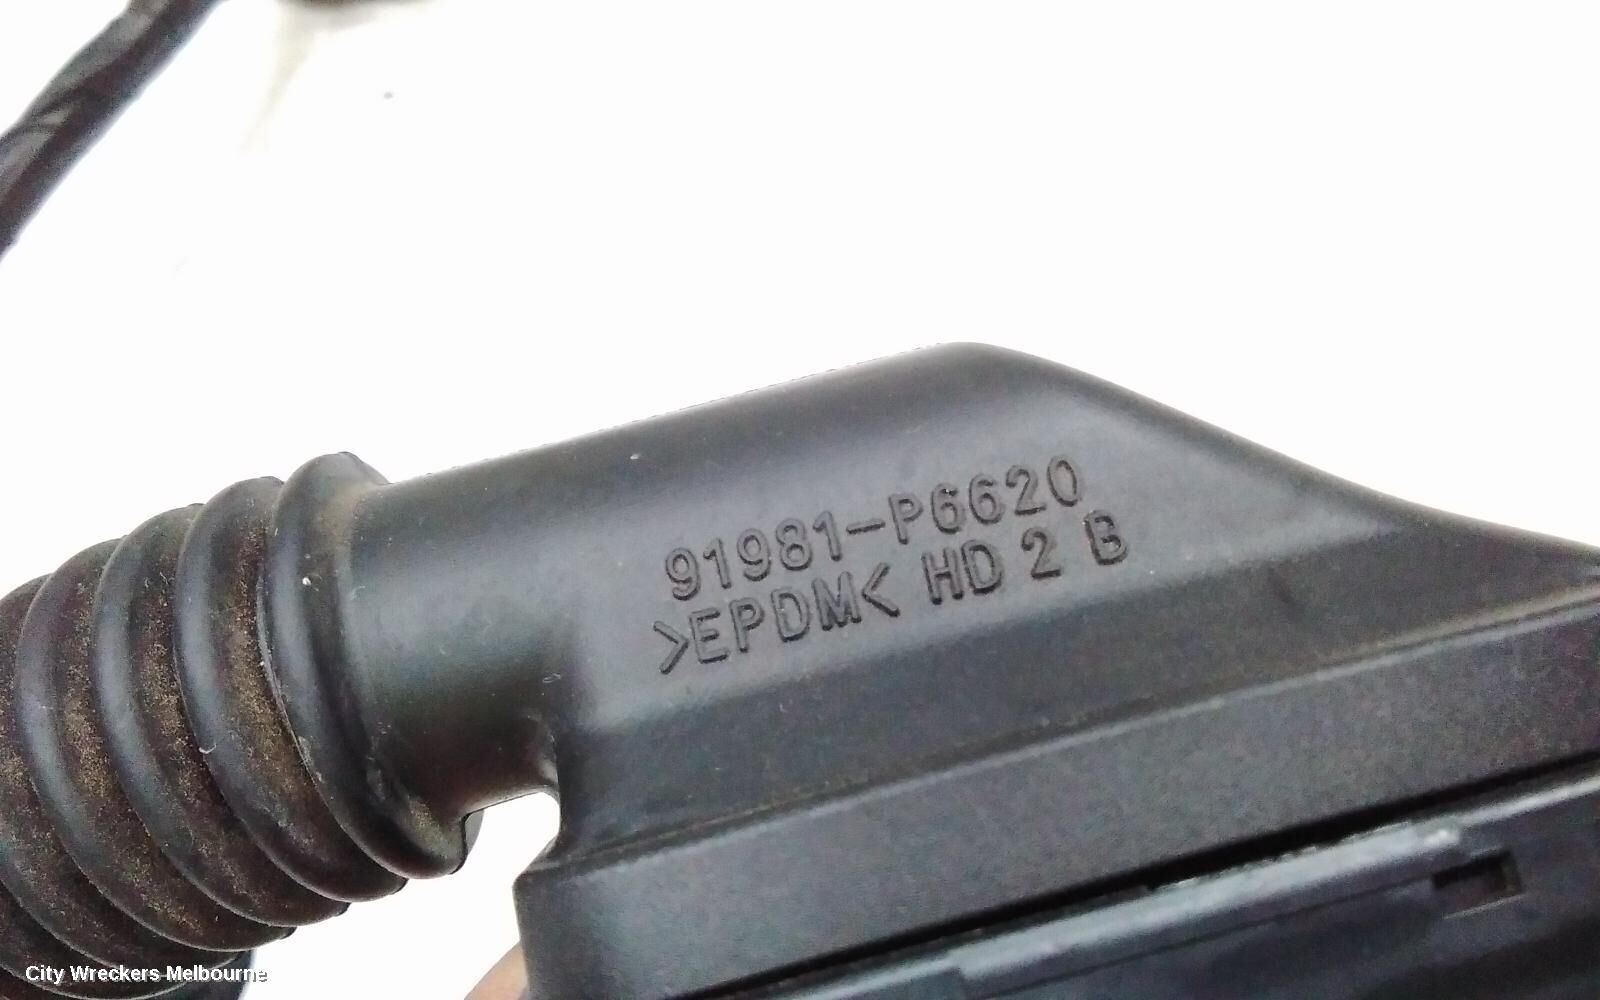 91981-P6620
>EPDM< HD 2 B
City Wreckers Melbourne